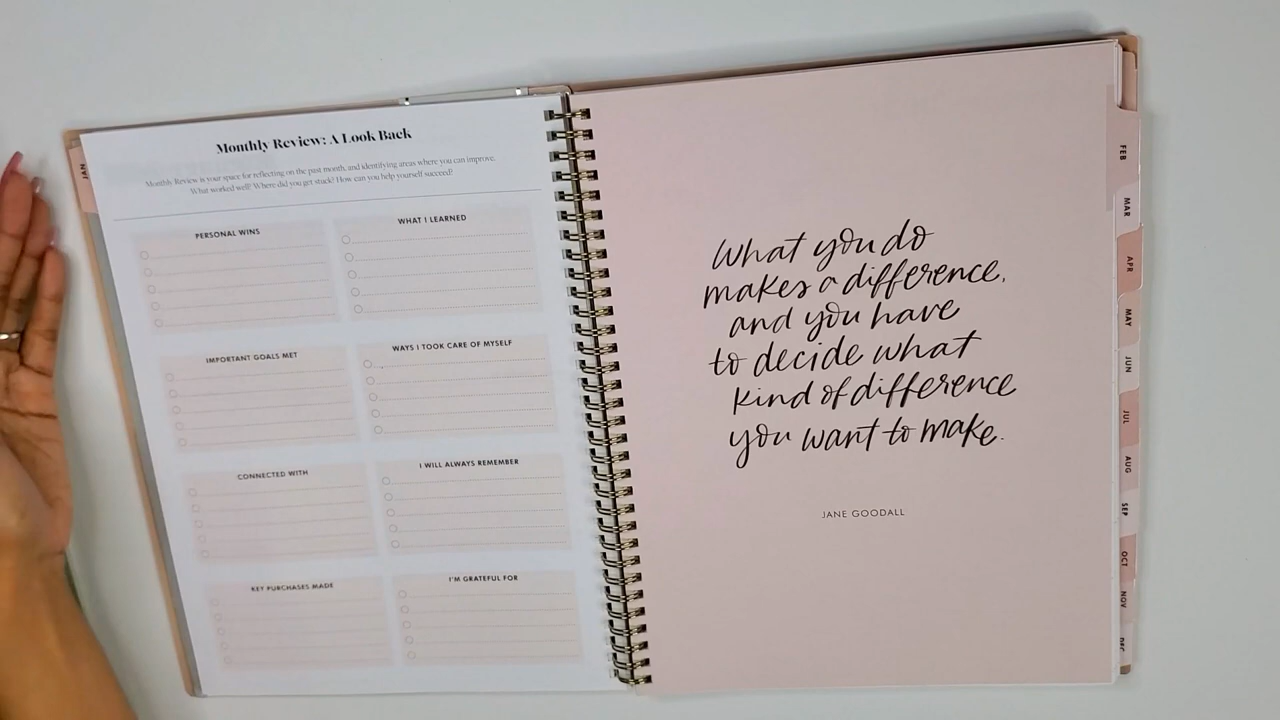 JAN
Monthly Review: A Look Back
Monthly Review is your space for reflecting on the past month, and identifying areas where you can improve.
What worked well? Where did you get stuck? How can you help yourself succeed?
PERSONAL WINS
WHAT I LEARNED
IMPORTANT GOALS MET
WAYS I TOOK CARE OF MYSELF
CONNECTED WITH
I WILL ALWAYS REMEMBER
KEY PURCHASES MADE
I'M GRATEFUL FOR
What you do
makes a difference,
and you have
to decide what
kind of difference
you want to make.
JANE GOODALL
FEB
MAR
APR
MAY
JUN
JUL
AUG
SEP
OCT
NOV
DEC